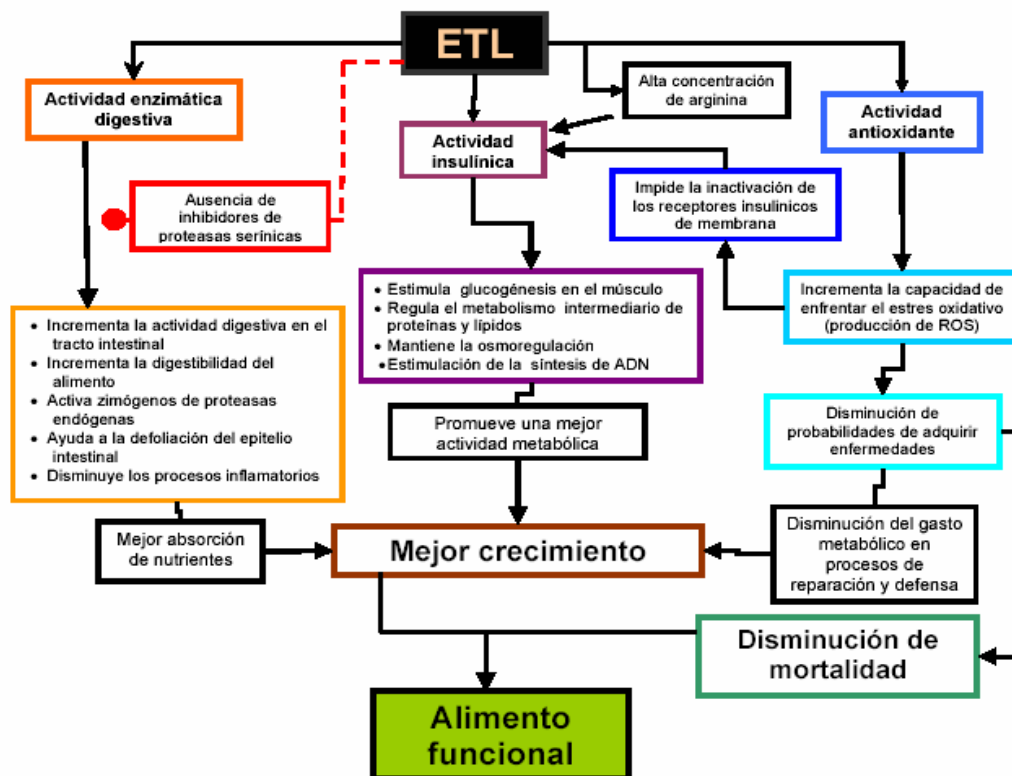 ETL
Actividad enzimática
digestiva
Alta concentración
de arginina
Actividad
insulínica
Actividad
antioxidante
Ausencia de
inhibidores de
proteasas serínicas
Impide la inactivación de
los receptores insulínicos
de membrana
• Incrementa la actividad digestiva en el
tracto intestinal
• Incrementa la digestibilidad del
alimento
• Activa zimógenos de proteasas
endógenas
• Ayuda a la defoliación del epitelio
intestinal
• Disminuye los procesos inflamatorios
• Estimula glucogénesis en el músculo
• Regula el metabolismo intermediario de
proteínas y lípidos
• Mantiene la osmoregulación
• Estimulación de la síntesis de ADN
Incrementa la capacidad de
enfrentar el estres oxidativo
(producción de ROS)
Promueve una mejor
actividad metabólica
Disminución de
probabilidades de adquirir
enfermedades
Mejor absorción
de nutrientes
Mejor crecimiento
Disminución del gasto
metabólico en
procesos de
reparación y defensa
Disminución de
mortalidad
Alimento
funcional